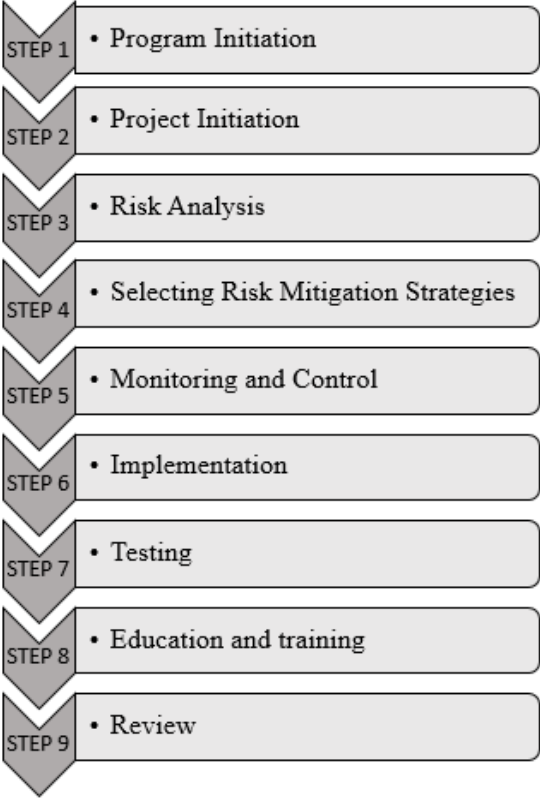 STEP 1
• Program Initiation
STEP 2
• Project Initiation
STEP 3
• Risk Analysis
STEP 4
• Selecting Risk Mitigation Strategies
STEP 5
• Monitoring and Control
STEP 6
• Implementation
STEP 7
• Testing
STEP 8
• Education and training
STEP 9
• Review